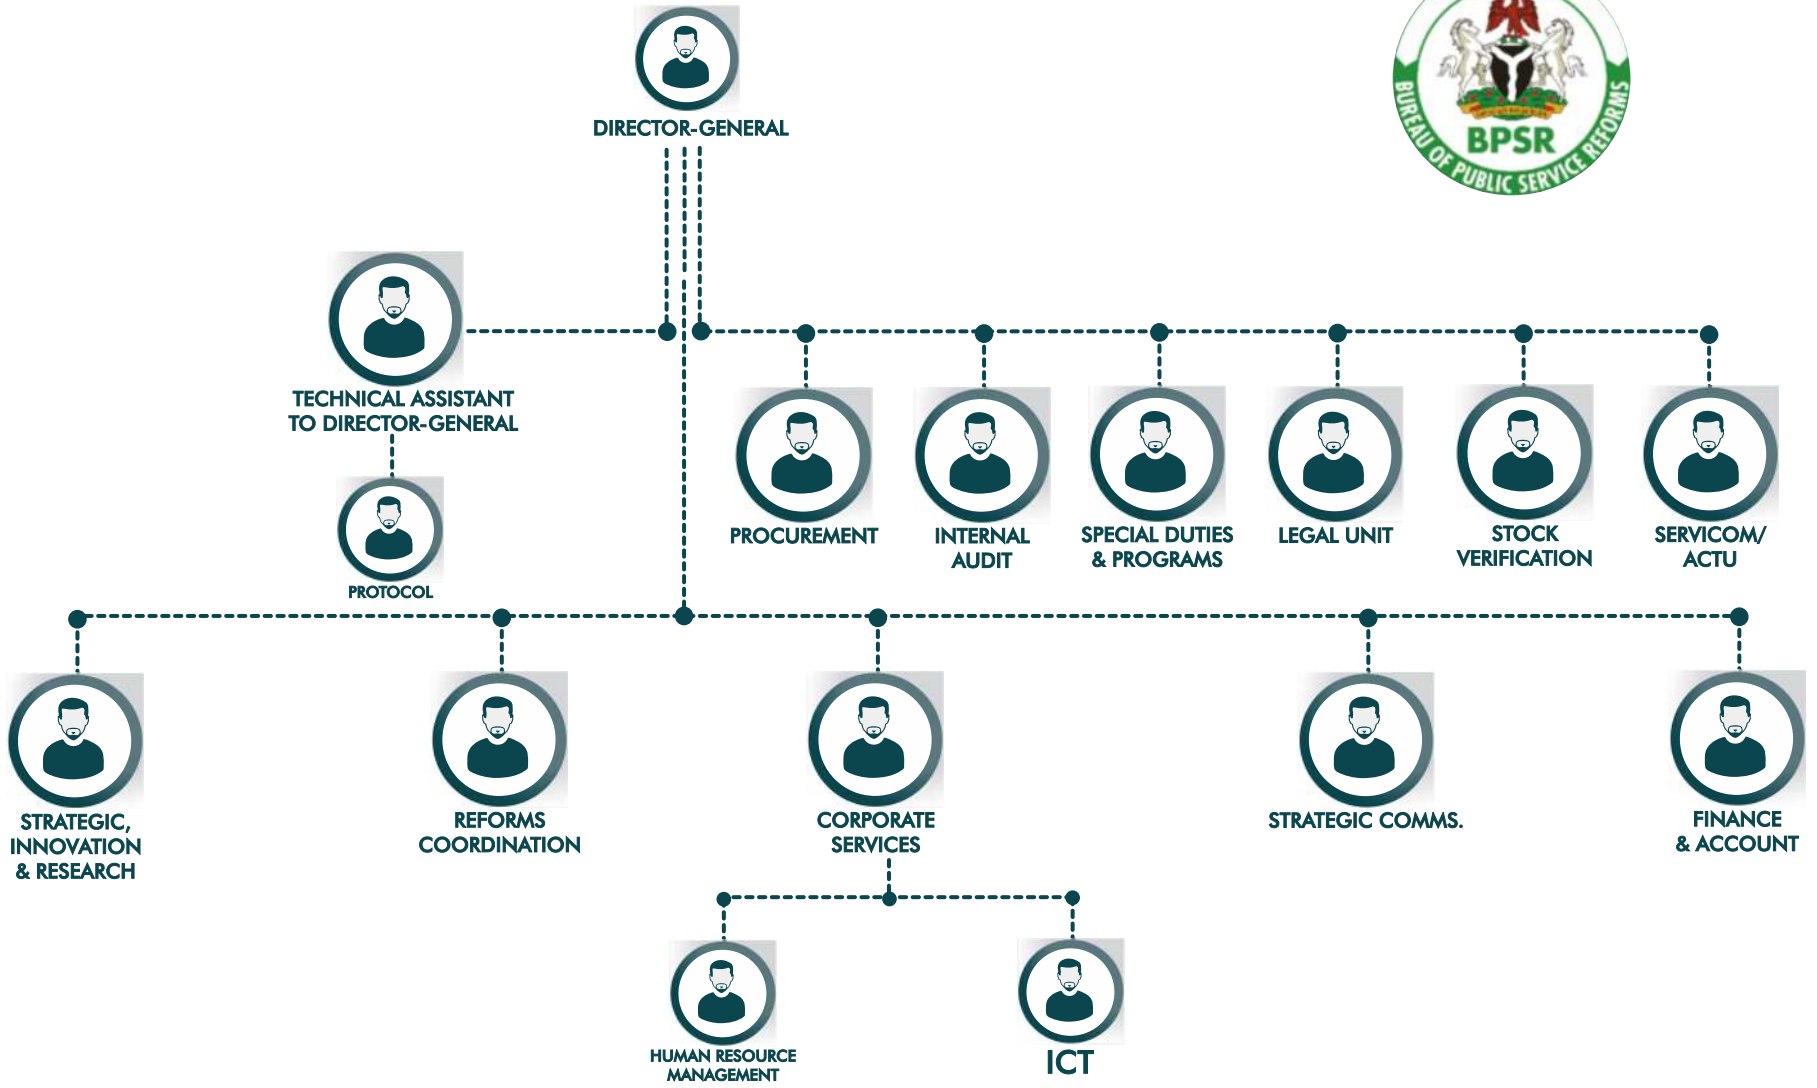 DIRECTOR-GENERAL
BPSR
BUREAU OF PUBLIC SERVICE REFORMS
TECHNICAL ASSISTANT
TO DIRECTOR-GENERAL
PROTOCOL
PROCUREMENT
INTERNAL
AUDIT
SPECIAL DUTIES
& PROGRAMS
LEGAL UNIT
STOCK
VERIFICATION
SERVICOM/
ACTU
STRATEGIC,
INNOVATION
& RESEARCH
REFORMS
COORDINATION
CORPORATE
SERVICES
STRATEGIC COMMS.
FINANCE
& ACCOUNT
HUMAN RESOURCE
MANAGEMENT
ICT